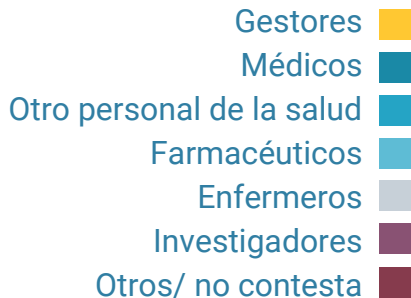 Gestores
Médicos
Otro personal de la salud
Farmacéuticos
Enfermeros
Investigadores
Otros/ no contesta